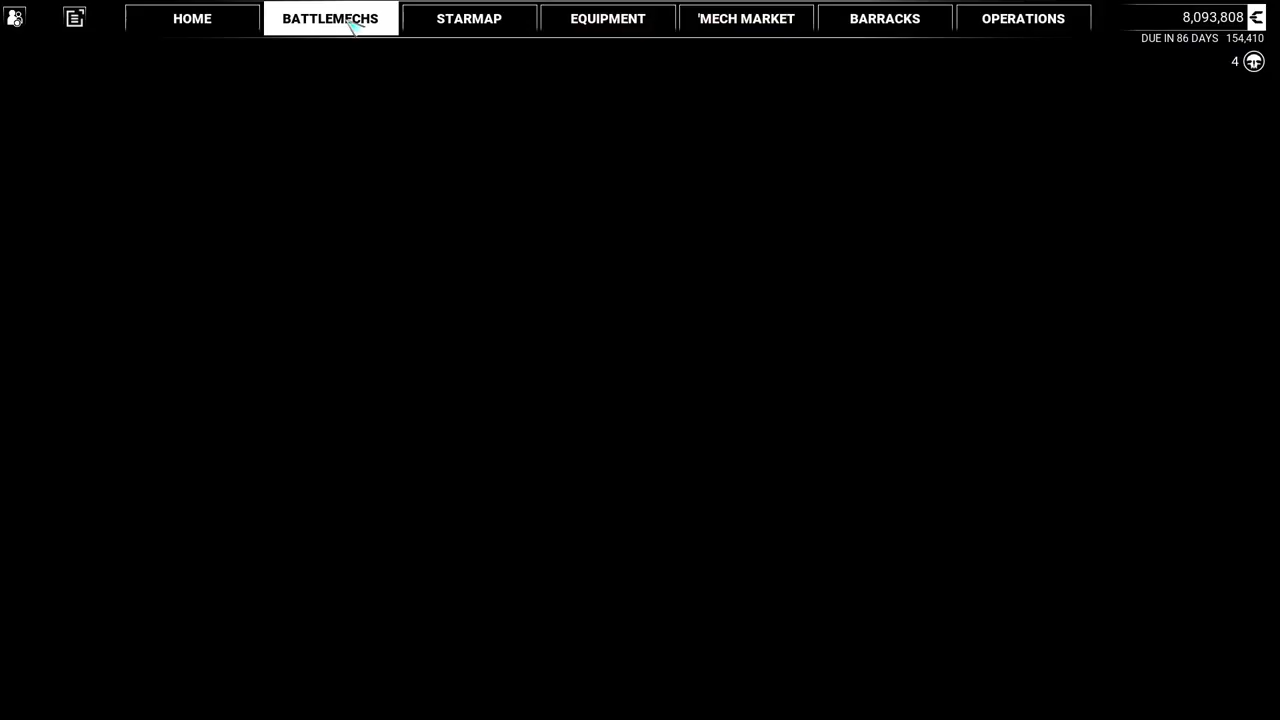 HOME
BATTLEMECHS
STARMAP
EQUIPMENT
'MECH MARKET
BARRACKS
OPERATIONS
8,093,808
DUE IN 86 DAYS 154,410
4